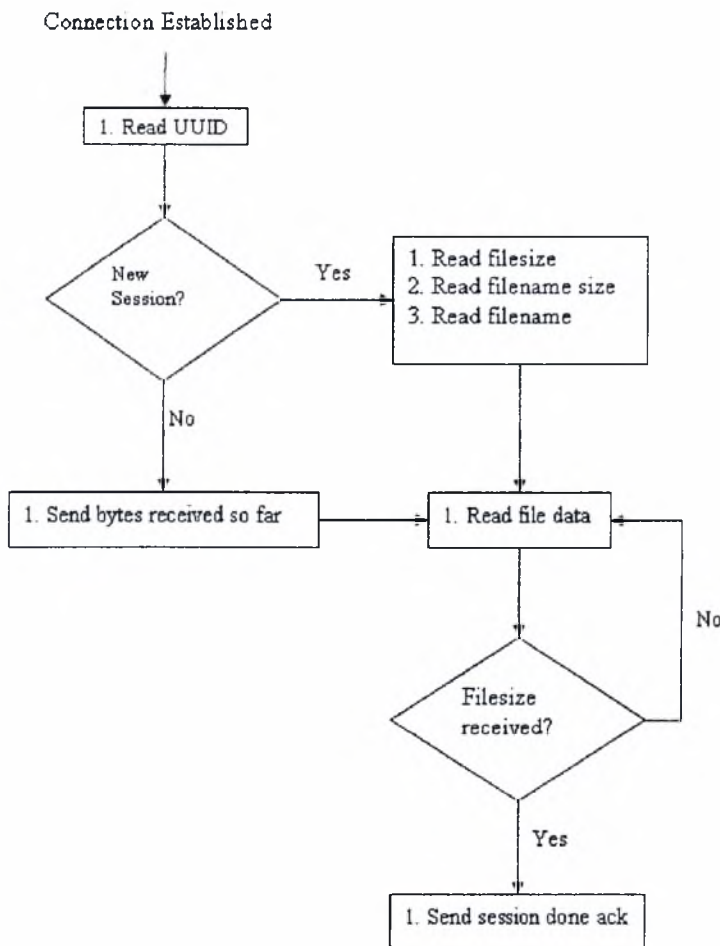 Connection Established
1. Read UUID
New
Session?
Yes
1. Read filesize
2. Read filename size
3. Read filename
No
1. Send bytes received so far
1. Read file data
No
Filesize
received?
Yes
1. Send session done ack